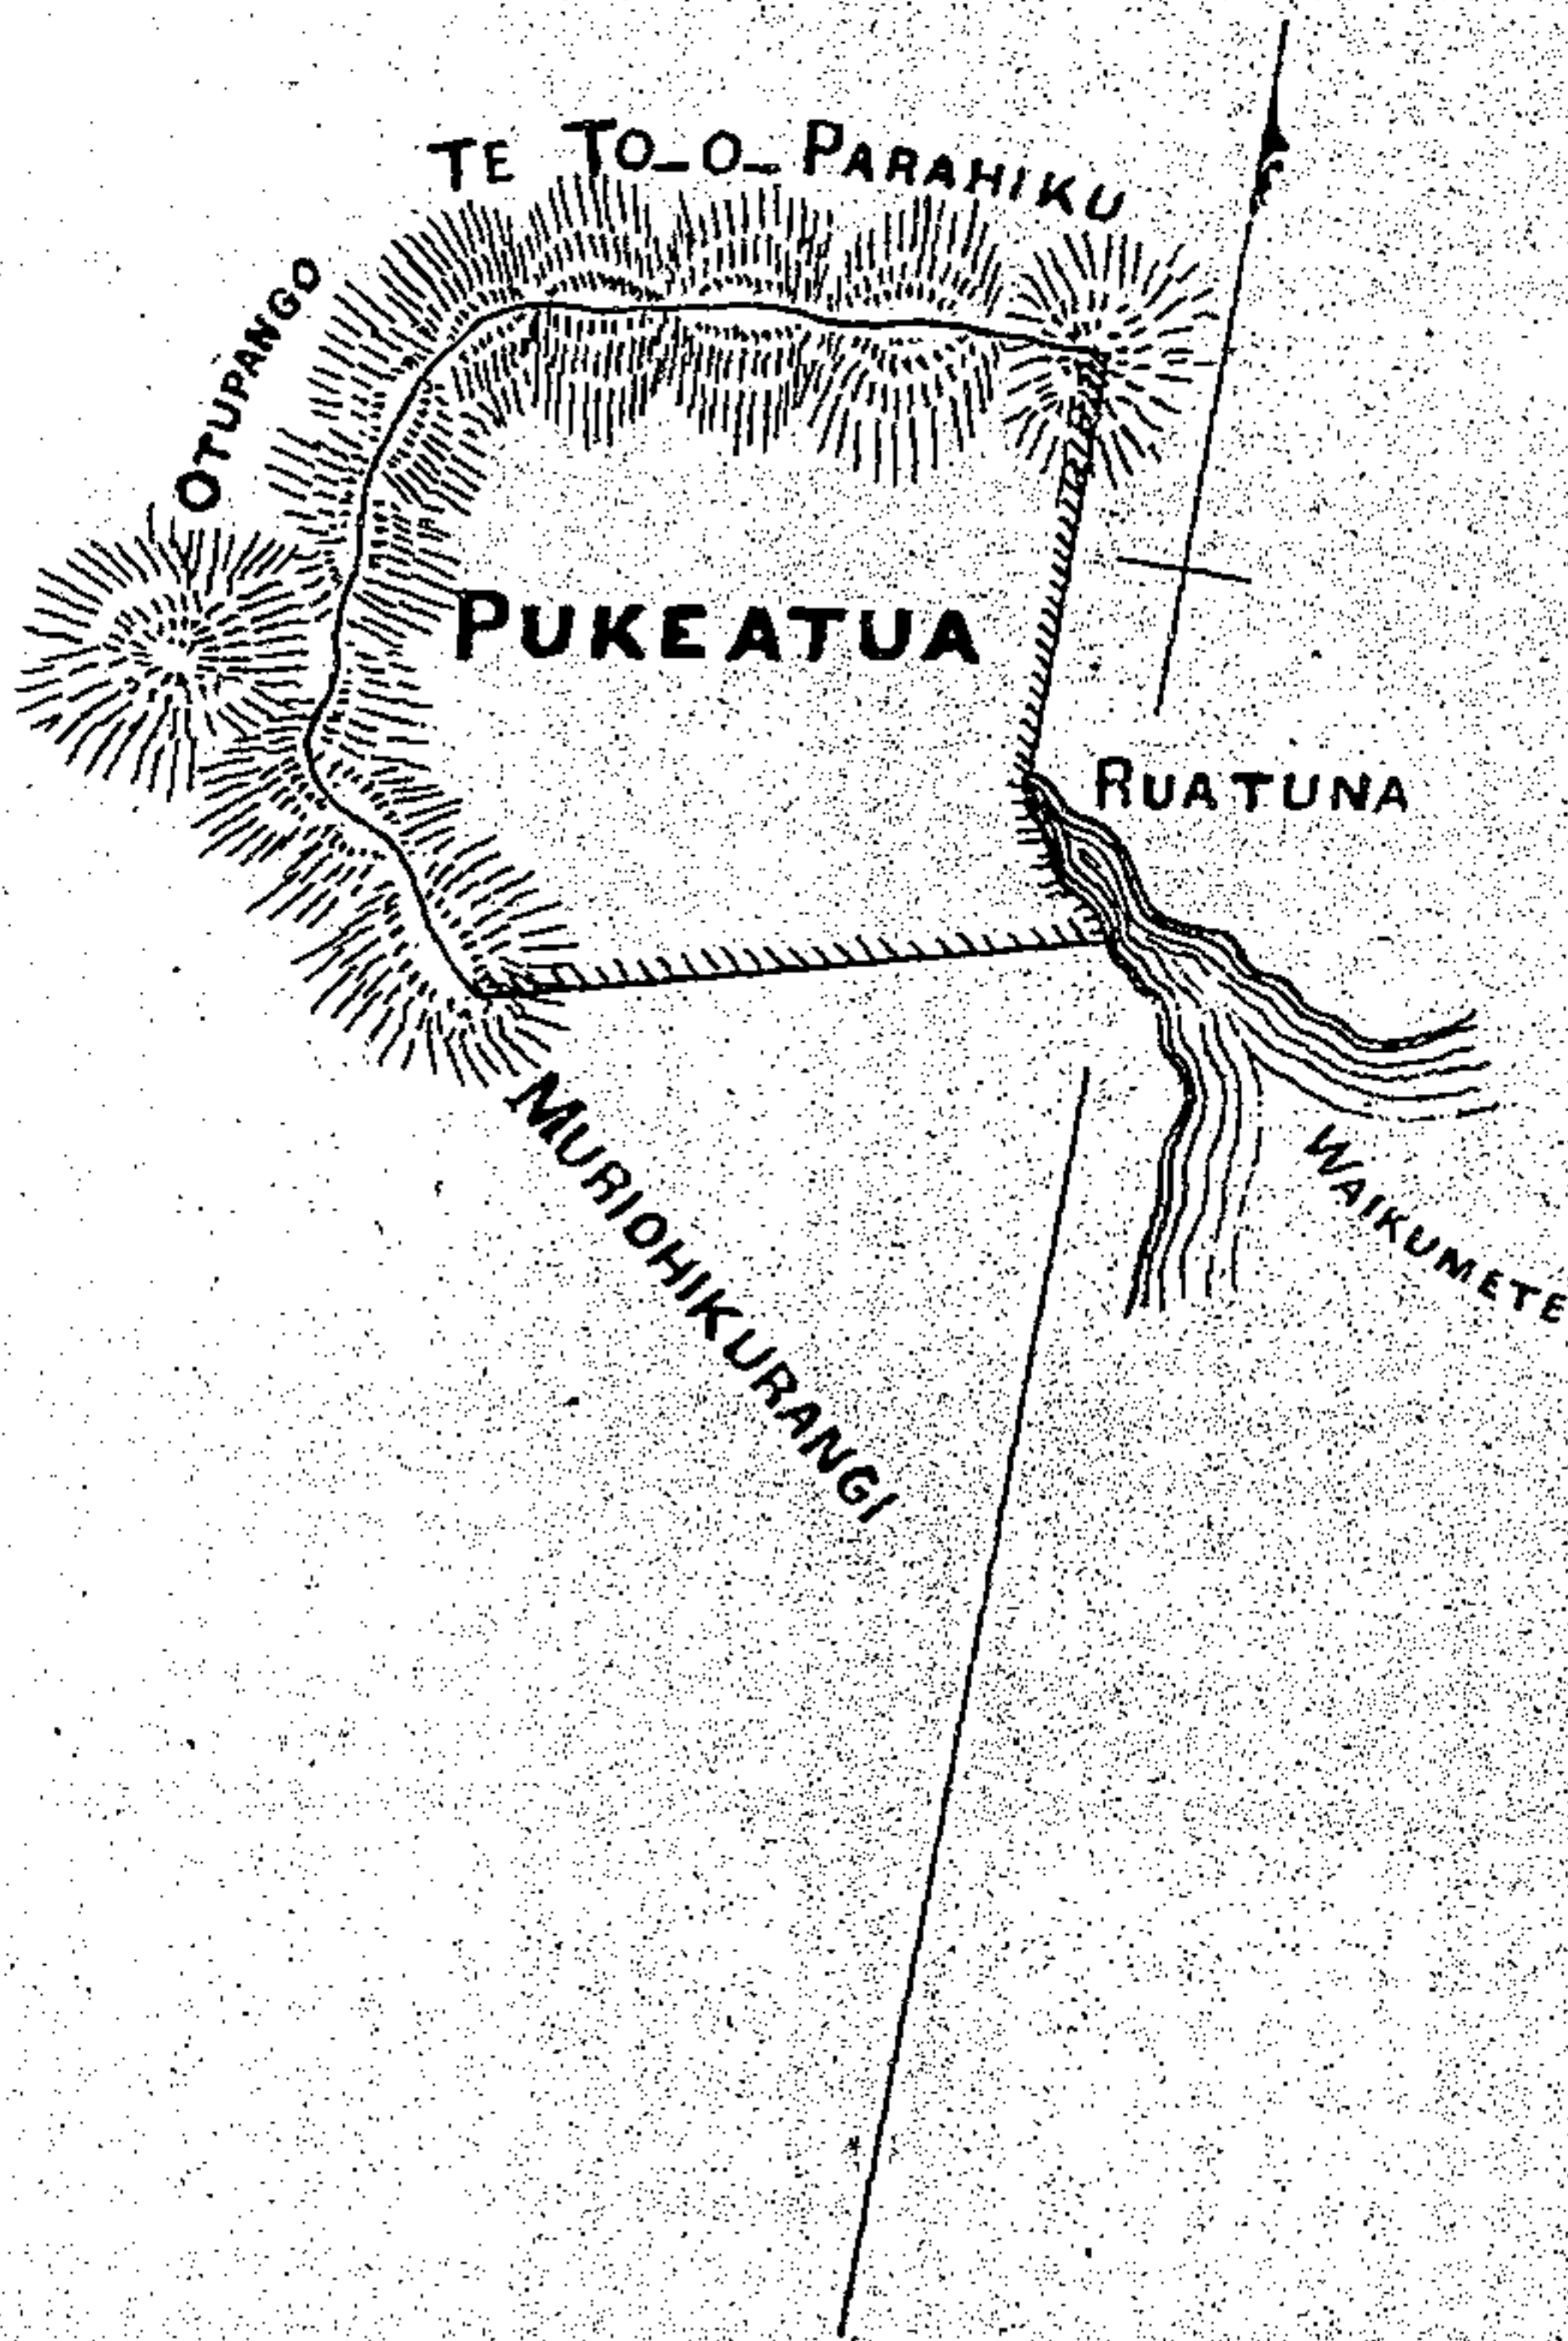 TE TO-O-PARAHIKU
OTUPANGO
PUKEATUA
RUATUNA
WAIKUMETE
MURIOHIKURANGI